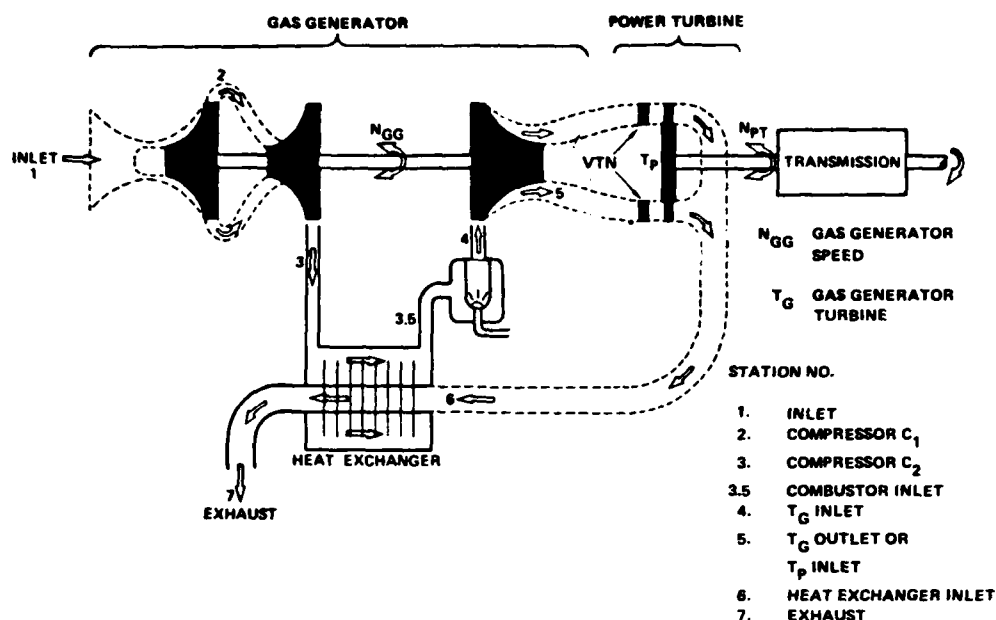 GAS GENERATOR
POWER TURBINE
2
INLET
1
N_GG
VTN
T_P
N_PT
TRANSMISSION
5
4
3
3.5
N_GG GAS GENERATOR
SPEED
T_G GAS GENERATOR
TURBINE
6
HEAT EXCHANGER
7
EXHAUST
STATION NO.
1. INLET
2. COMPRESSOR C_1
3. COMPRESSOR C_2
3.5 COMBUSTOR INLET
4. T_G INLET
5. T_G OUTLET OR
T_P INLET
6. HEAT EXCHANGER INLET
7. EXHAUST